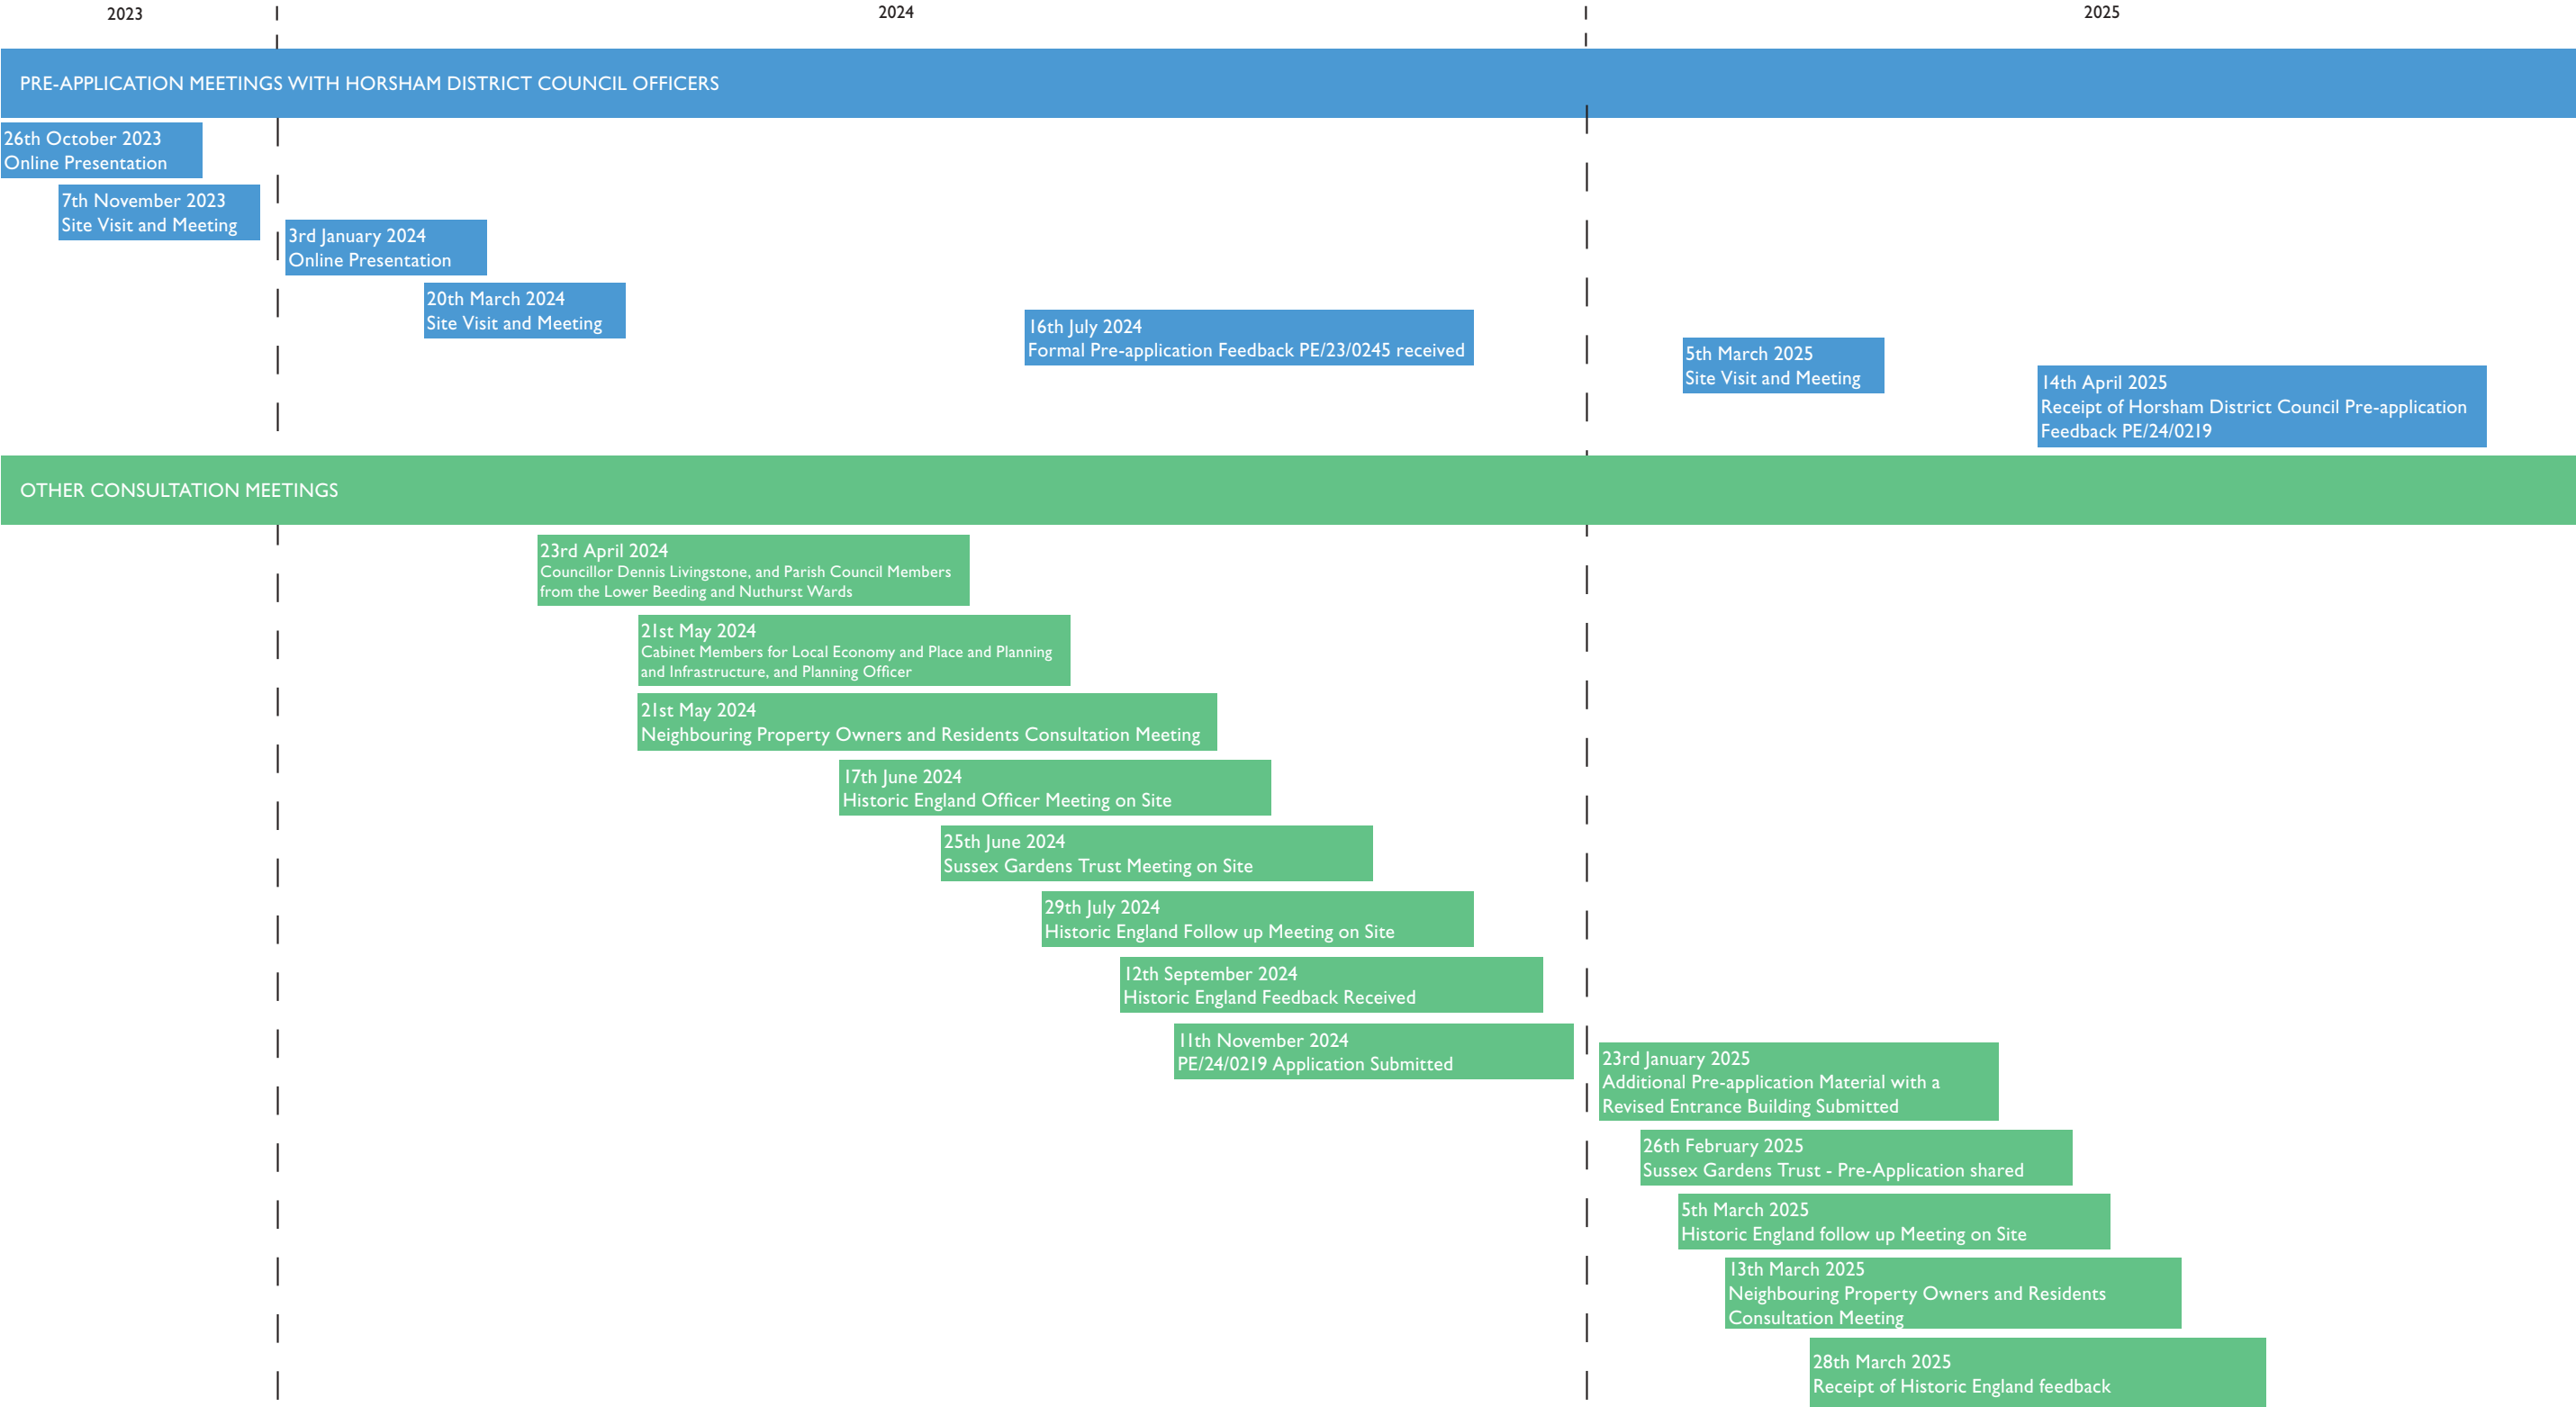 2023
2024
2025
PRE-APPLICATION MEETINGS WITH HORSHAM DISTRICT COUNCIL OFFICERS
26th October 2023
Online Presentation
7th November 2023
Site Visit and Meeting
3rd January 2024
Online Presentation
20th March 2024
Site Visit and Meeting
16th July 2024
Formal Pre-application Feedback PE/23/0245 received
5th March 2025
Site Visit and Meeting
14th April 2025
Receipt of Horsham District Council Pre-application
Feedback PE/24/0219
OTHER CONSULTATION MEETINGS
23rd April 2024
Councillor Dennis Livingstone, and Parish Council Members
from the Lower Beeding and Nuthurst Wards
21st May 2024
Cabinet Members for Local Economy and Place and Planning
and Infrastructure, and Planning Officer
21st May 2024
Neighbouring Property Owners and Residents Consultation Meeting
17th June 2024
Historic England Officer Meeting on Site
25th June 2024
Sussex Gardens Trust Meeting on Site
29th July 2024
Historic England Follow up Meeting on Site
12th September 2024
Historic England Feedback Received
11th November 2024
PE/24/0219 Application Submitted
23rd January 2025
Additional Pre-application Material with a
Revised Entrance Building Submitted
26th February 2025
Sussex Gardens Trust - Pre-Application shared
5th March 2025
Historic England follow up Meeting on Site
13th March 2025
Neighbouring Property Owners and Residents
Consultation Meeting
28th March 2025
Receipt of Historic England feedback